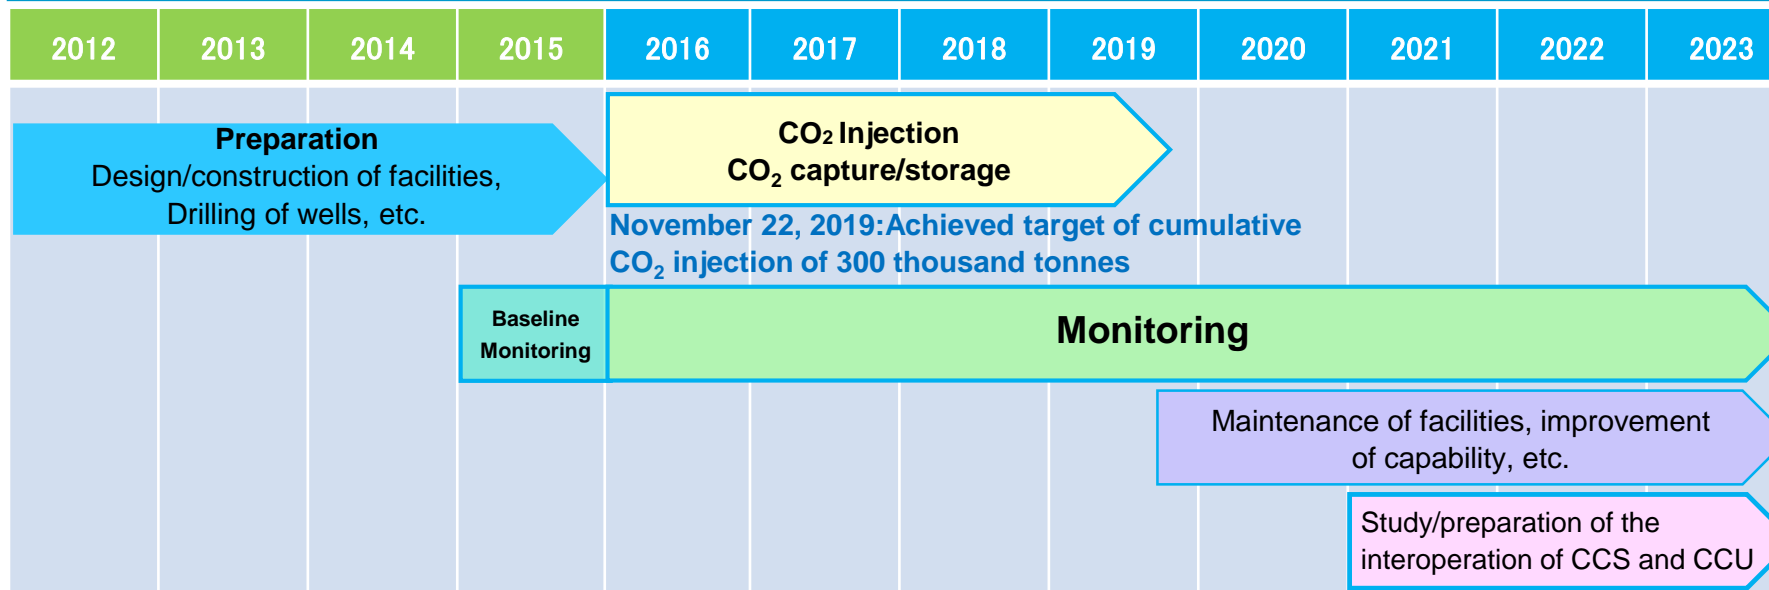 2012 2013 2014 2015 2016 2017 2018 2019 2020 2021 2022 2023
Preparation
Design/construction of facilities,
Drilling of wells, etc.
CO₂ Injection
CO₂ capture/storage
November 22, 2019:Achieved target of cumulative
CO₂ injection of 300 thousand tonnes
Baseline
Monitoring
Monitoring
Maintenance of facilities, improvement
of capability, etc.
Study/preparation of the
interoperation of CCS and CCU